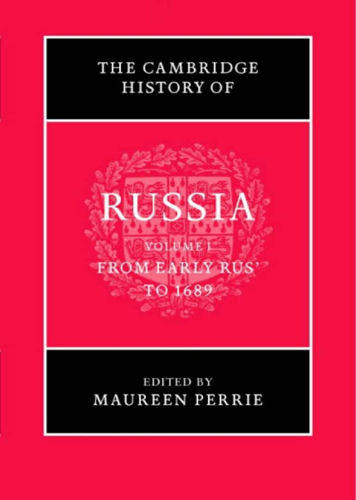 THE CAMBRIDGE
HISTORY OF
RUSSIA
VOLUME I
FROM EARLY RUS’
TO 1689
EDITED BY
MAUREEN PERRIE